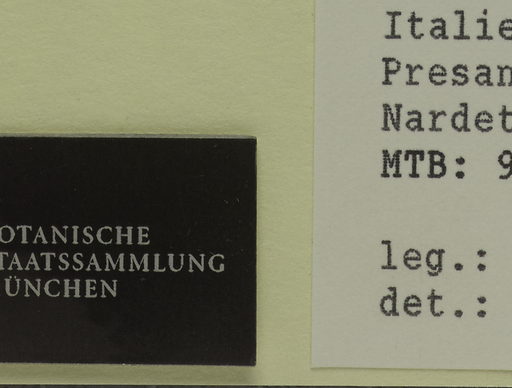 OTANISCHE
TAATSSAMMLUNG
ÜNCHEN
Italie
Presan
Nardet
MTB: 9
leg.:
det.: